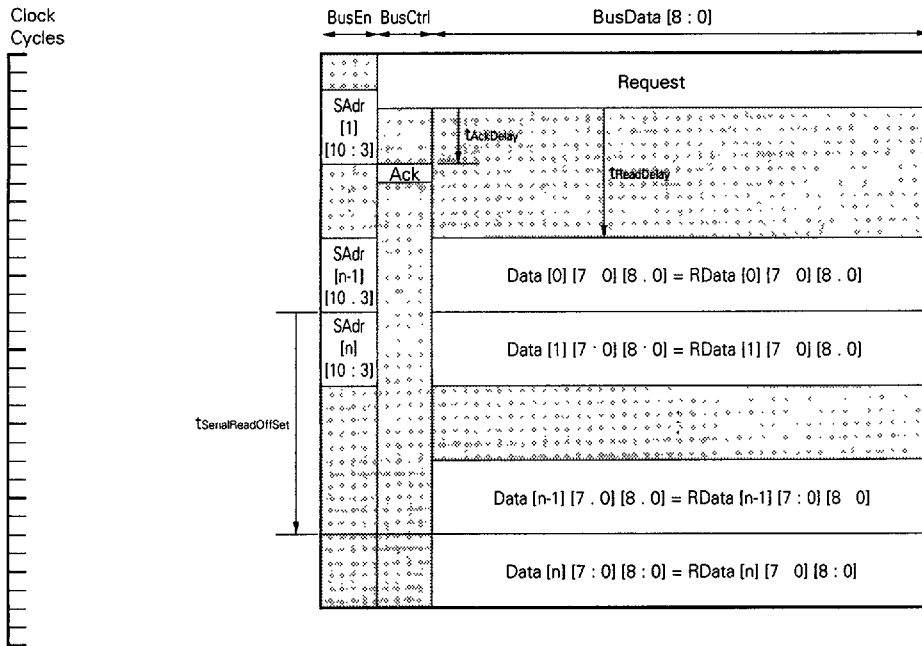 Clock
Cycles
BusEn BusCtrl BusData [8 : 0]
Request
SAdr
[1]
[10 : 3]
tAckDelay
tReadDelay
Ack
SAdr
[n-1]
[10 . 3]
Data [0] [7 0] [8 . 0] = RData [0] [7 0] [8 . 0]
SAdr
[n]
[10 : 3]
Data [1] [7 · 0] [8 · 0] = RData [1] [7 0] [8 . 0]
tSerialReadOffSet
Data [n-1] [7 . 0] [8 . 0] = RData [n-1] [7 : 0] [8 0]
Data [n] [7 : 0] [8 : 0] = RData [n] [7 0] [8 : 0]